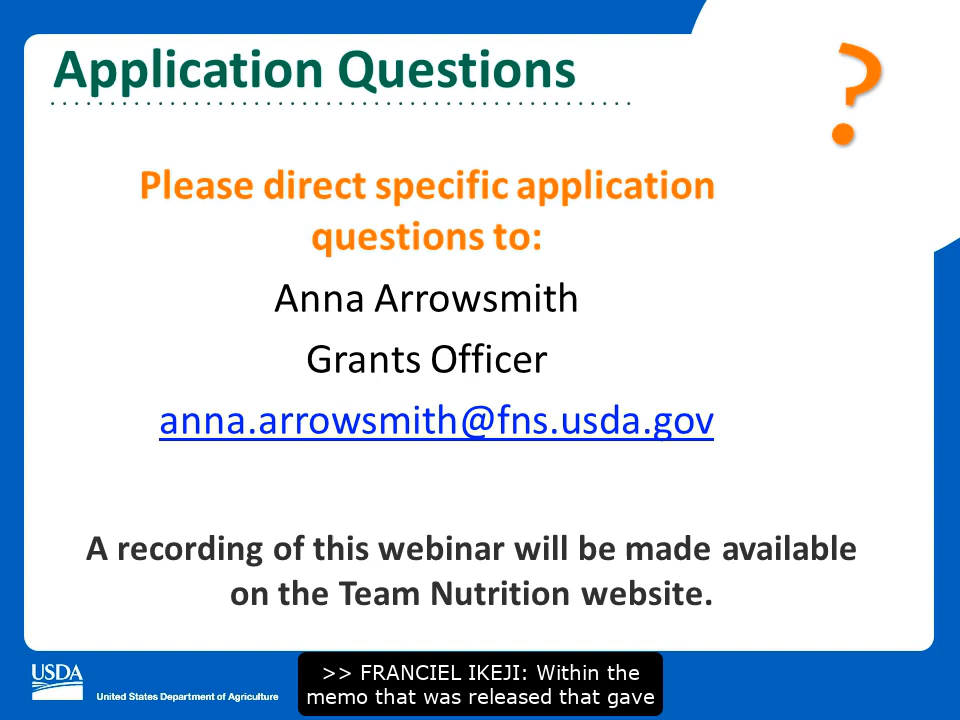 Application Questions
?
Please direct specific application
questions to:
Anna Arrowsmith
Grants Officer
anna.arrowsmith@fns.usda.gov
A recording of this webinar will be made available
on the Team Nutrition website.
USDA
United States Department of Agriculture
>> FRANCIEL IKEJI: Within the
memo that was released that gave